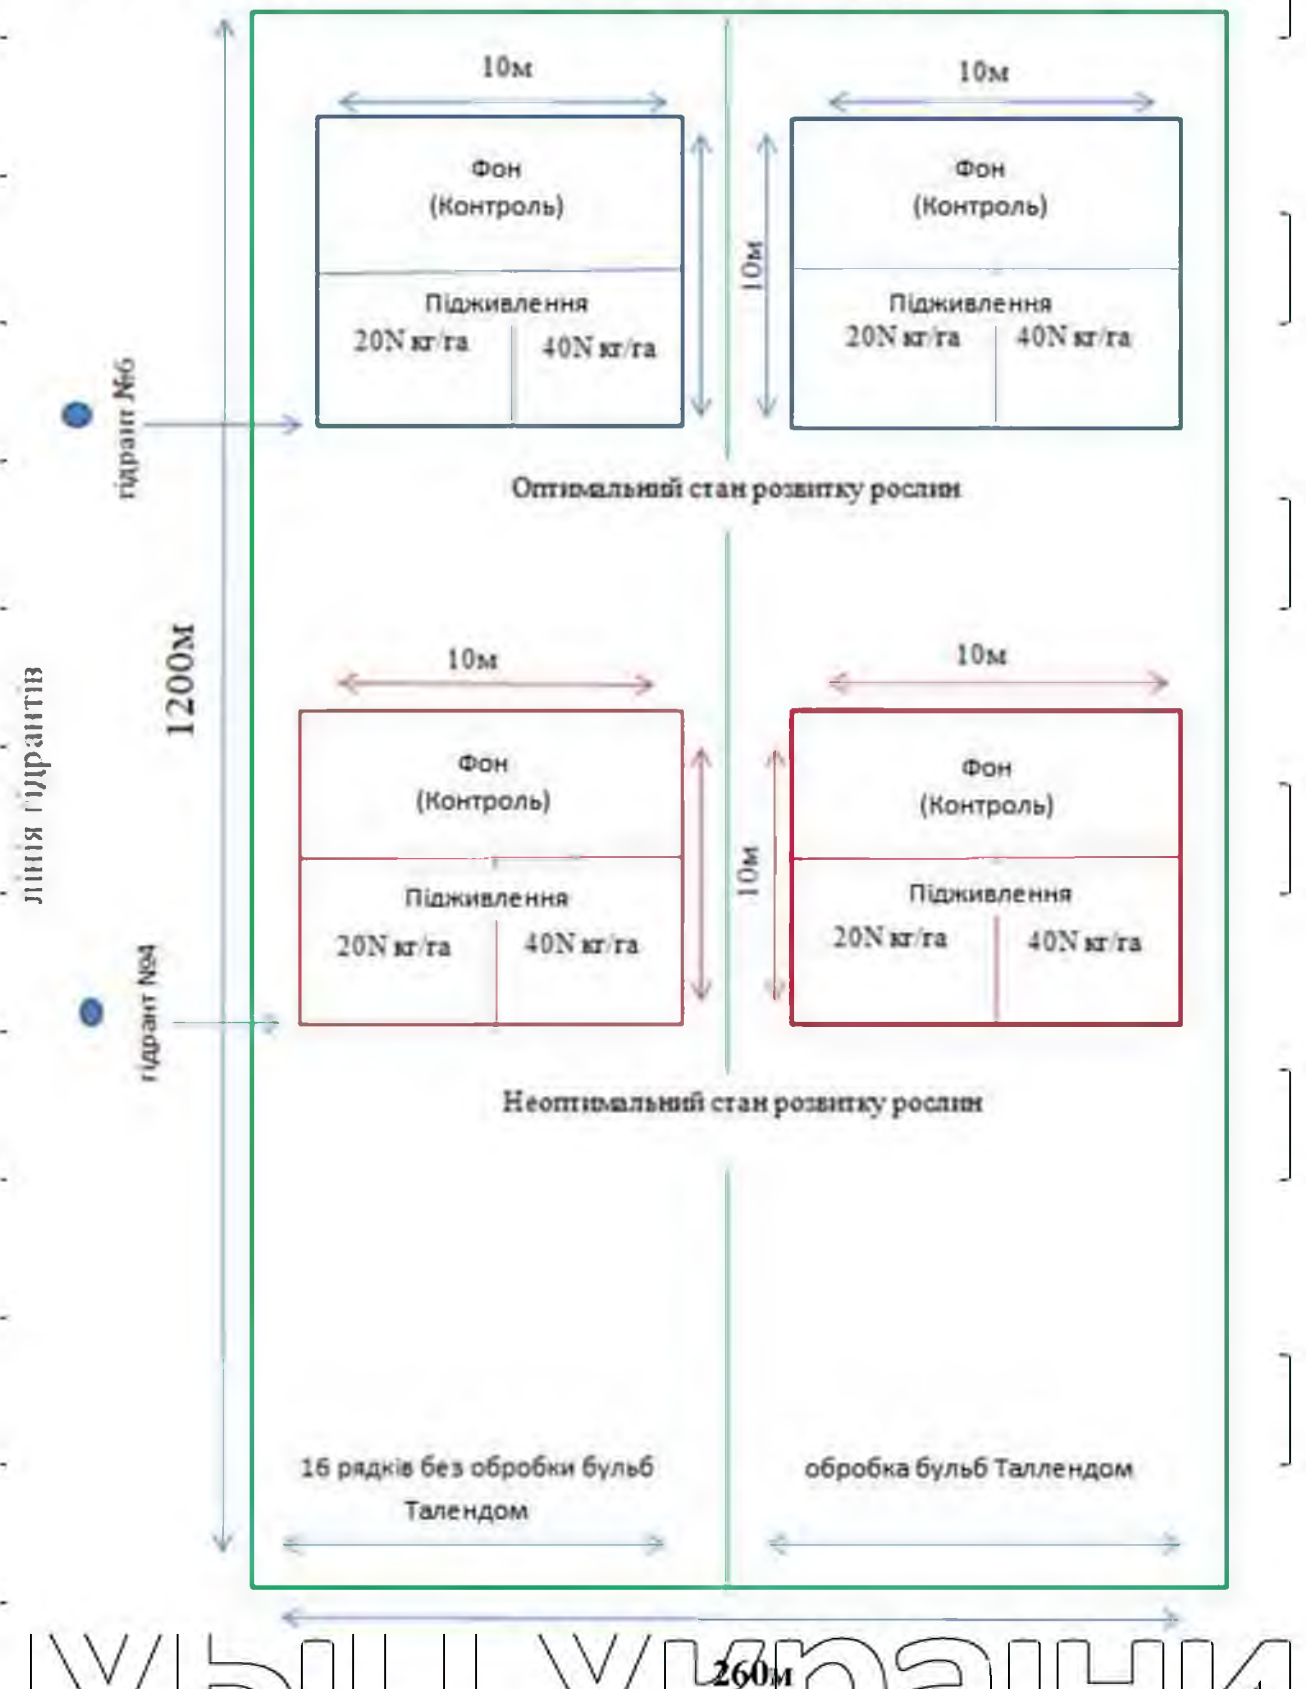 10м
10м
Фон
(Контроль)
Фон
(Контроль)
10м
Підживлення
20N кг/га
40N кг/га
Підживлення
20N кг/га
40N кг/га
гідрант №6
Оптимальний стан розвитку рослин
1200м
лінія гідрантів
10м
10м
Фон
(Контроль)
Фон
(Контроль)
10м
Підживлення
20N кг/га
40N кг/га
Підживлення
20N кг/га
40N кг/га
гідрант №4
Неоптимальний стан розвитку рослин
16 рядків без обробки бульб
Талендом
обробка бульб Таллендом
260м
України